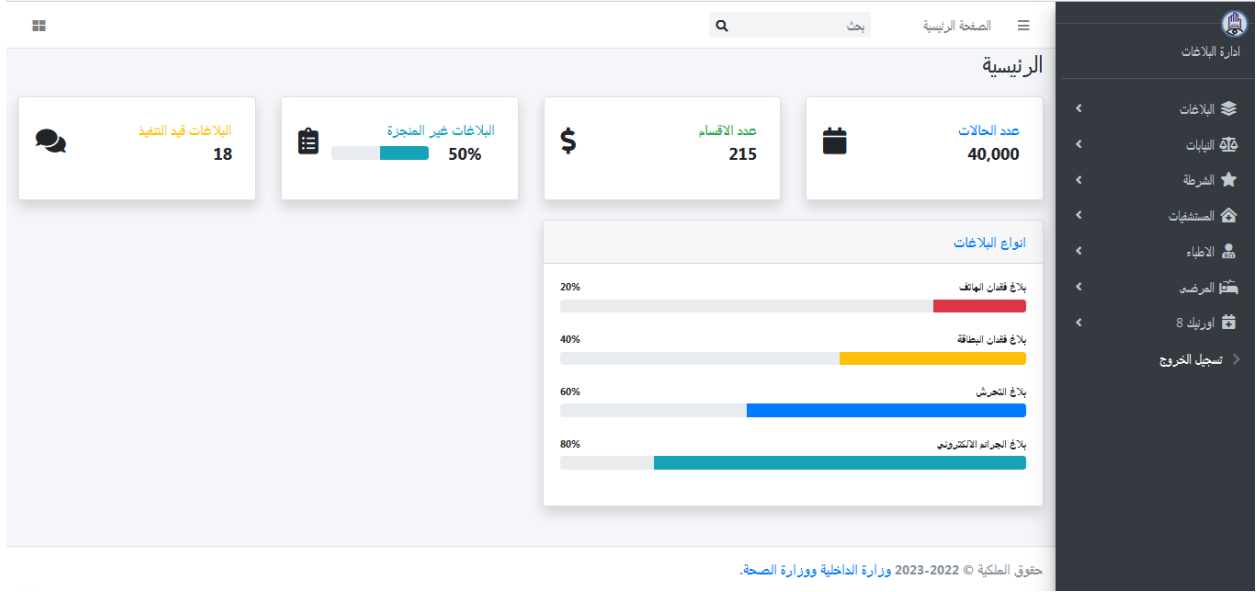 ادارة البلاغات
البلاغات
النيابات
الشرطة
المستشفيات
الاطباء
المرضى
اورنيك 8
تسجيل الخروج
الصفحة الرئيسية
بحث
الرئيسية
عدد الحالات
40,000
عدد الاقسام
215
البلاغات غير المنجزة
50%
البلاغات قيد التنفيذ
18
انواع البلاغات
بلاغ فقدان الهاتف 20%
بلاغ فقدان البطاقة 40%
بلاغ التحرش 60%
بلاغ الجرائم الالكتروني 80%
حقوق الملكية © 2022-2023 وزارة الداخلية ووزارة الصحة.